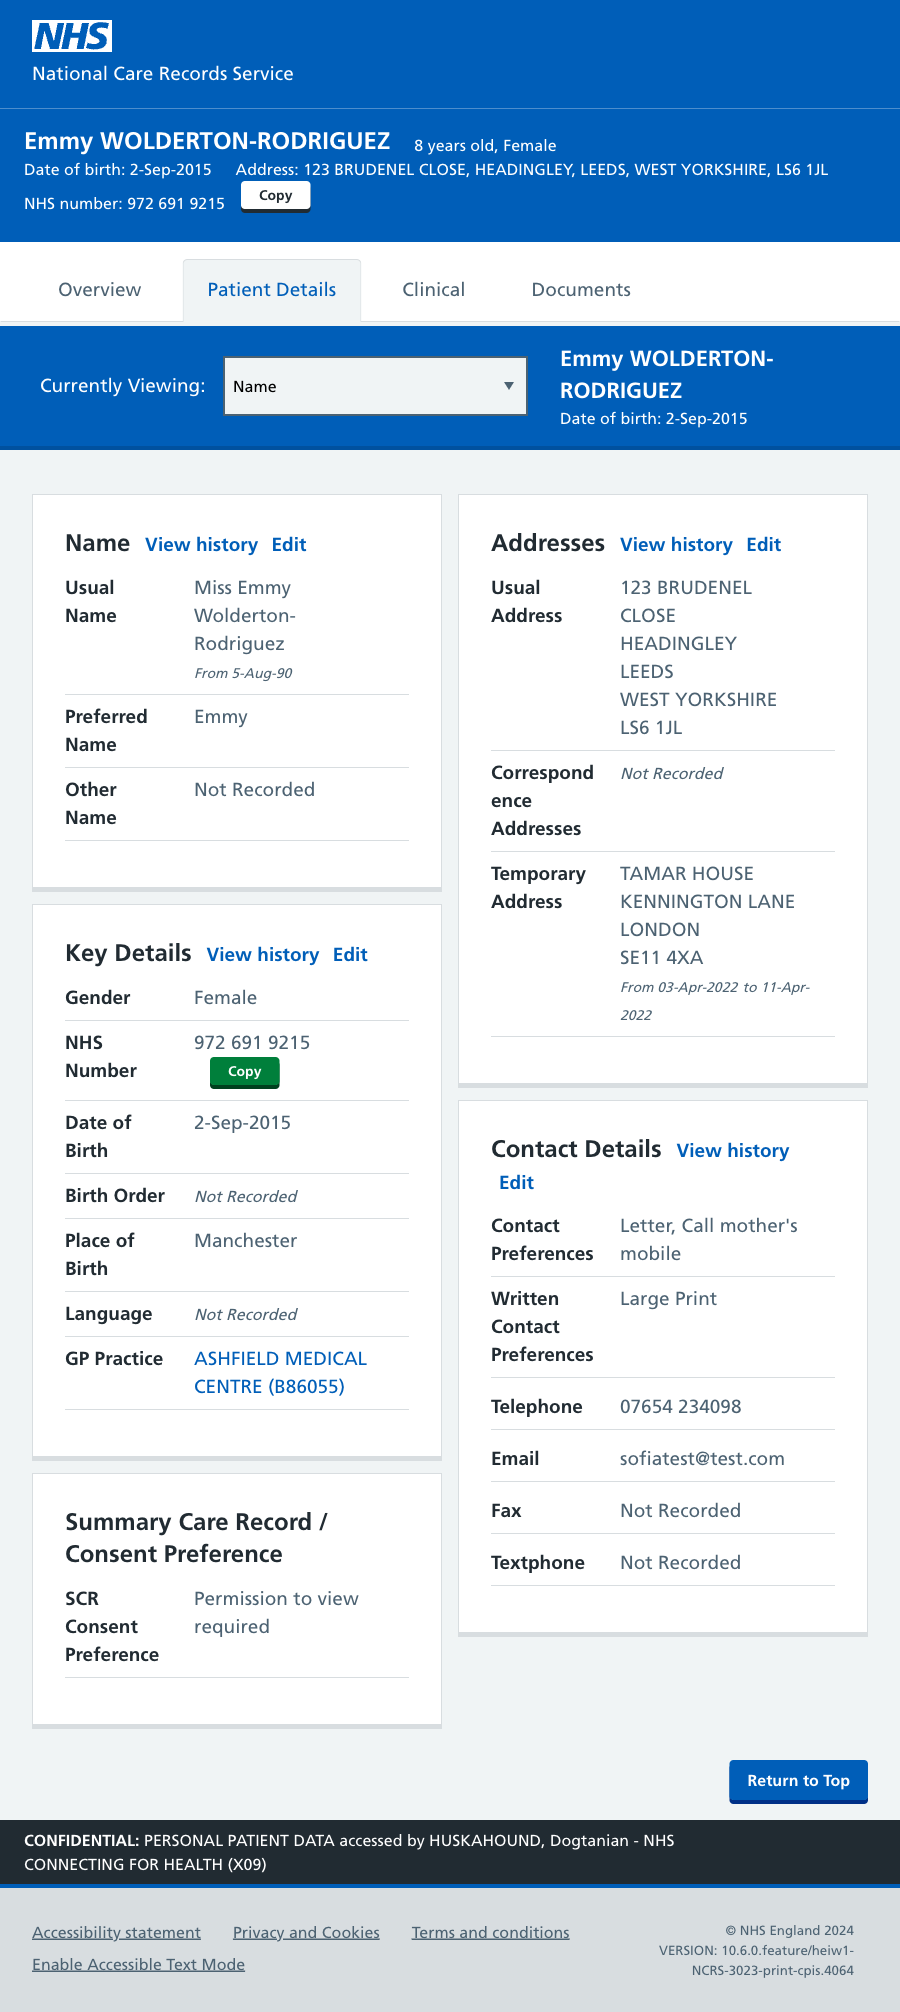 NHS
National Care Records Service
Emmy WOLDERTON-RODRIGUEZ 8 years old, Female
Date of birth: 2-Sep-2015 Address: 123 BRUDENEL CLOSE, HEADINGLEY, LEEDS, WEST YORKSHIRE, LS6 1JL
NHS number: 972 691 9215 Copy
Overview Patient Details Clinical Documents
Currently Viewing: Name
Emmy WOLDERTON-
RODRIGUEZ
Date of birth: 2-Sep-2015
Name View history Edit
Usual
Name
Miss Emmy
Wolderton-
Rodriguez
From 5-Aug-90
Preferred
Name
Emmy
Other
Name
Not Recorded
Key Details View history Edit
Gender Female
NHS
Number
972 691 9215
Copy
Date of
Birth
2-Sep-2015
Birth Order Not Recorded
Place of
Birth
Manchester
Language Not Recorded
GP Practice ASHFIELD MEDICAL
CENTRE (B86055)
Summary Care Record /
Consent Preference
SCR
Consent
Preference
Permission to view
required
Addresses View history Edit
Usual
Address
123 BRUDENEL
CLOSE
HEADINGLEY
LEEDS
WEST YORKSHIRE
LS6 1JL
Correspond
ence
Addresses
Not Recorded
Temporary
Address
TAMAR HOUSE
KENNINGTON LANE
LONDON
SE11 4XA
From 03-Apr-2022 to 11-Apr-
2022
Contact Details View history
Edit
Contact
Preferences
Letter, Call mother's
mobile
Written
Contact
Preferences
Large Print
Telephone 07654 234098
Email sofiatest@test.com
Fax Not Recorded
Textphone Not Recorded
Return to Top
CONFIDENTIAL: PERSONAL PATIENT DATA accessed by HUSKAHOUND, Dogtanian - NHS
CONNECTING FOR HEALTH (X09)
Accessibility statement Privacy and Cookies Terms and conditions
Enable Accessible Text Mode
© NHS England 2024
VERSION: 10.6.0.feature/heiw1-
NCRS-3023-print-cpis.4064